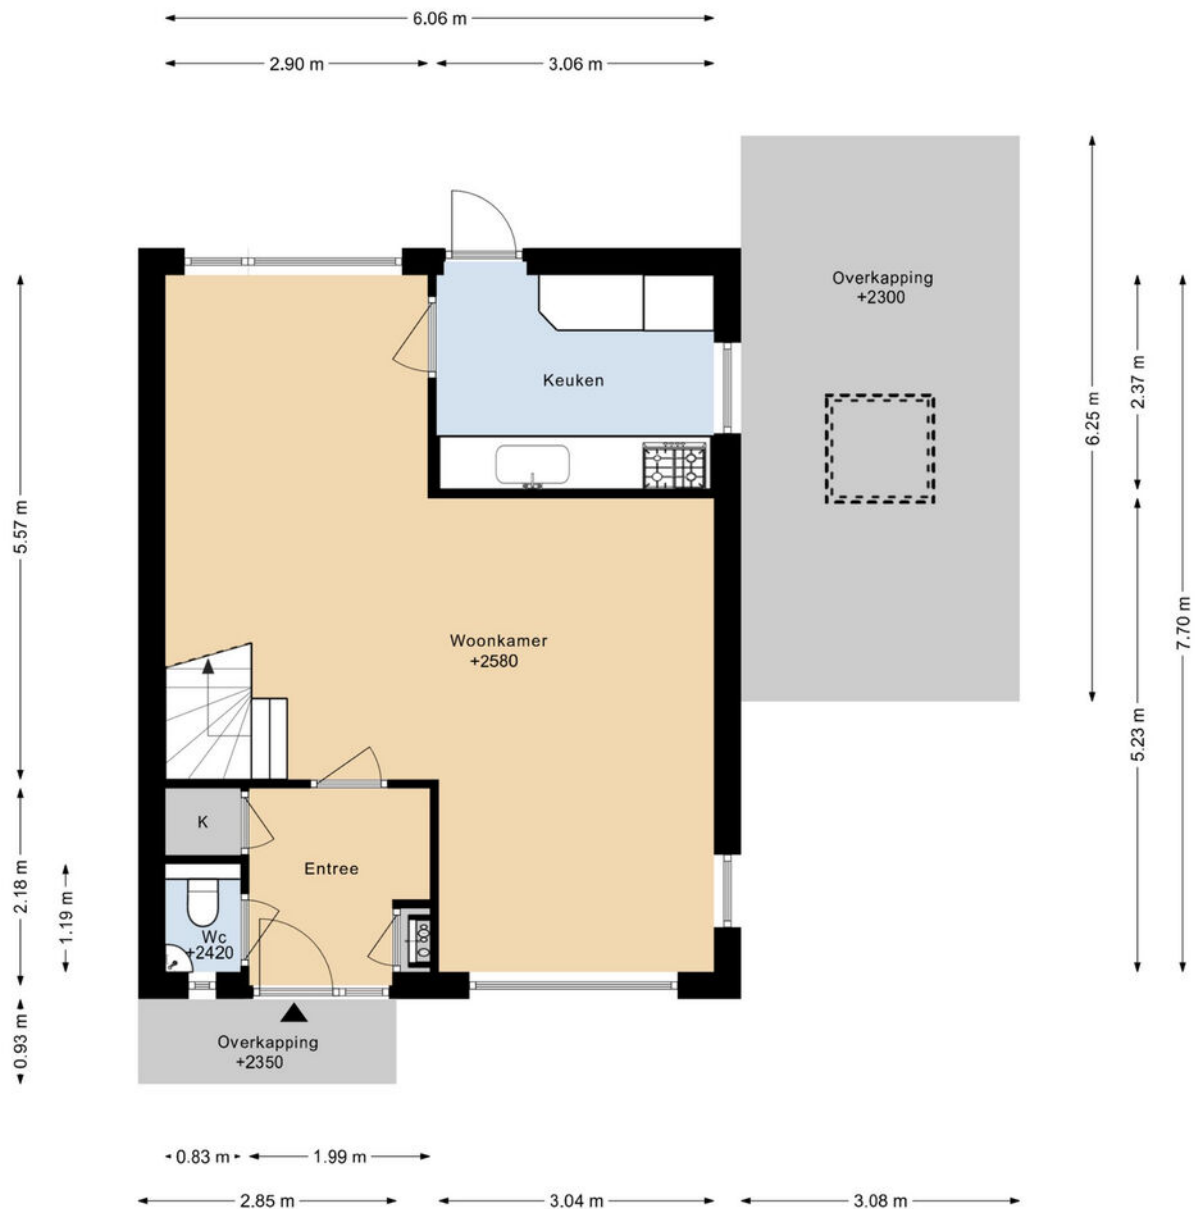 6.06 m
2.90 m
3.06 m
Overkapping
+2300
Keuken
2.37 m
6.25 m
5.57 m
7.70 m
Woonkamer
+2580
5.23 m
K
Entree
2.18 m
1.19 m
Wc
+2420
0.93 m
Overkapping
+2350
0.83 m
1.99 m
2.85 m
3.04 m
3.08 m